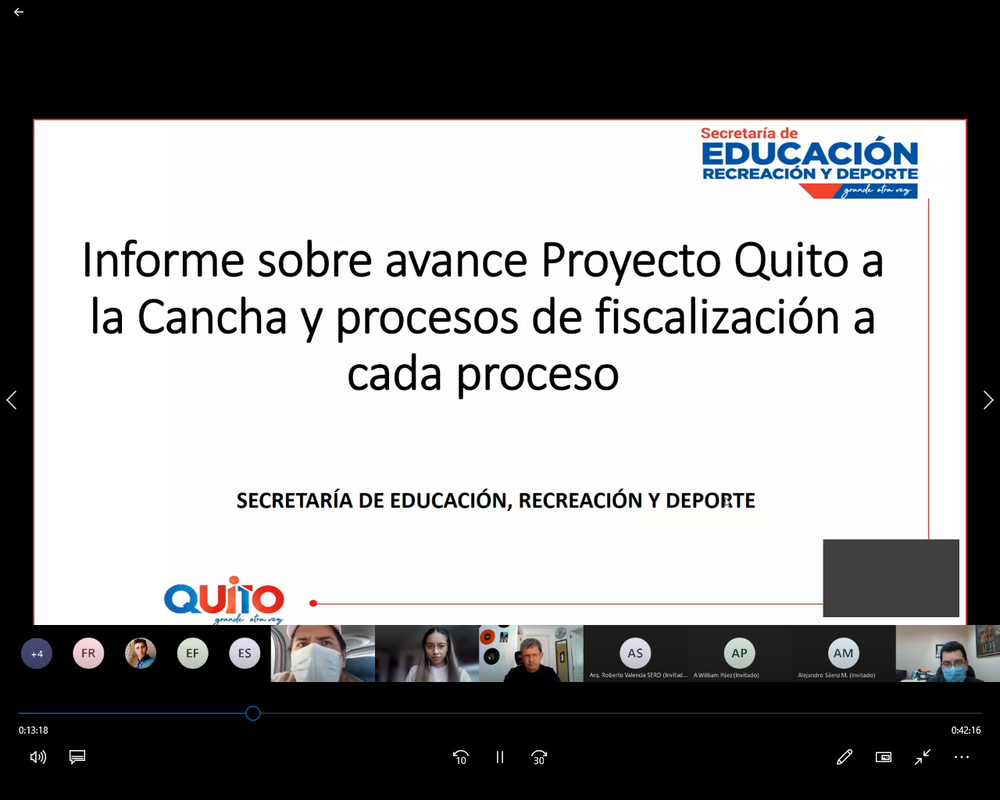 Secretaría de
EDUCACIÓN
RECREACIÓN Y DEPORTE
grande otra vez
Informe sobre avance Proyecto Quito a
la Cancha y procesos de fiscalización a
cada proceso
SECRETARÍA DE EDUCACIÓN, RECREACIÓN Y DEPORTE
QUITO
grande otra vez
+4
FR
EF
ES
AS
AP
AM
Arq. Roberto Valencia SERD (Invitad...
A William Páez (Invitado)
Alejandro Sáenz M. (Invitado)
0:13:18
0:42:16
10
30